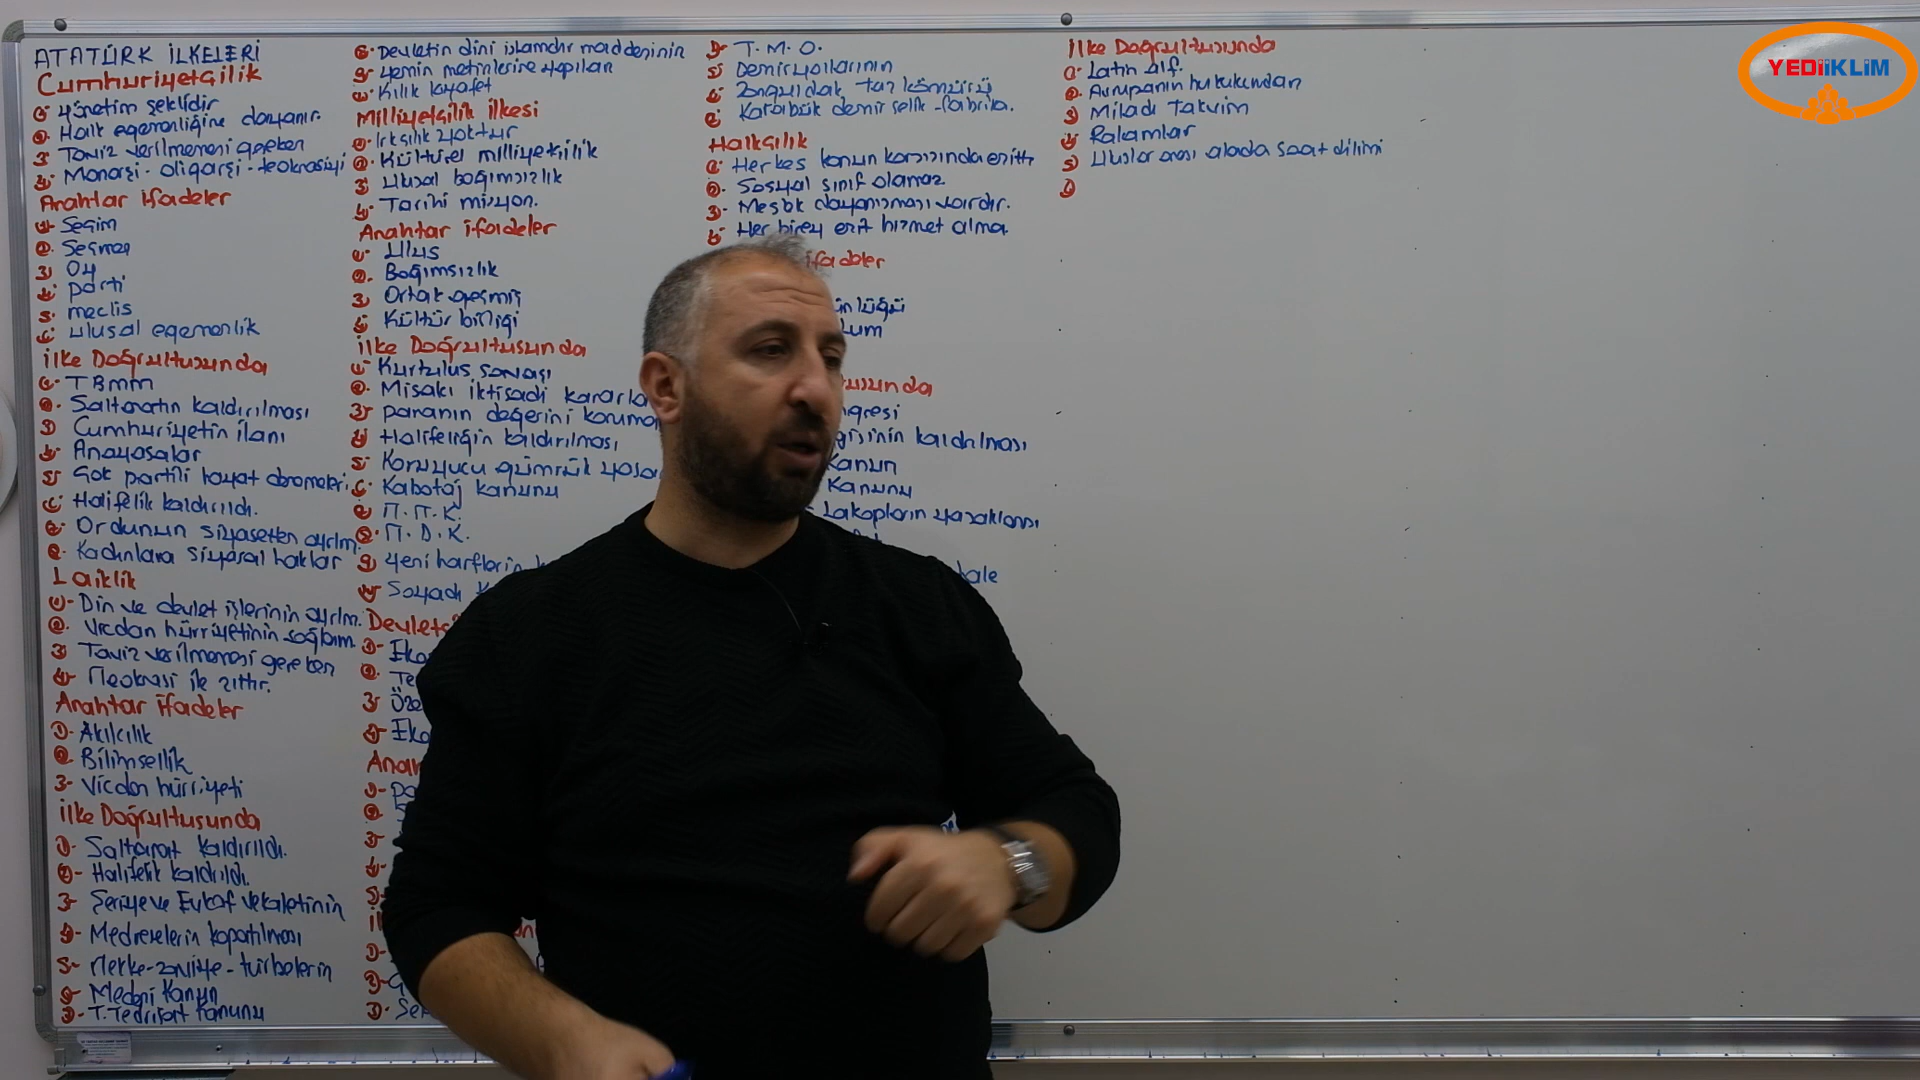 ATATÜRK İLKELERİ
Cumhuriyetçilik
1- Yönetim şeklidir
2- Halk egemenliğine dayanır.
3- Taviz verilmemesi gereken
4- Monarşi - oligarşi - teokrasiyi
Anahtar İfadeler
1- Seçim
2- Seçmen
3- Oy
4- parti
5- meclis
6- ulusal egemenlik
İlke Doğrultusunda
1- TBMM
2- Saltanatın kaldırılması
3- Cumhuriyetin ilanı
4- Anayasalar
5- Çok partili hayat denemeleri
6- Halifelik kaldırıldı.
7- Ordunun siyasetten ayrılm.
8- Kadınlara siyasal haklar
Laiklik
1- Din ve devlet işlerinin ayrlm.
2- Vicdan hürriyetinin sağlanm.
3- Taviz verilmemesi gereken
4- Teokrasi ile zıttır.
Anahtar İfadeler
1- Akılcılık
2- Bilimsellik
3- Vicdan hürriyeti
İlke Doğrultusunda
1- Saltanat kaldırıldı.
2- Halifelik kaldırıldı.
3- Şeriye ve Evkaf vekaletinin
4- Medreselerin kapatılması
5- Tekke-zaviye-türbelerin
6- Medeni Kanun
7- T.Tedrisat Kanunu
8- Devletin dini islamdır maddesinin
9- Yemin metinlerine yapılan
10- Kılık kıyafet
Milliyetçilik İlkesi
1- Irkçılık yoktur
2- Kültürel milliyetçilik
3- Ulusal bağımsızlık
4- Tarihi misyon.
Anahtar İfadeler
1- Ulus
2- Bağımsızlık
3- Ortak geçmiş
4- Kültür birliği
İlke Doğrultusunda
1- Kurtuluş savaşı
2- Misakı iktisadi
3- paranın değerini
4- Halifeliğin kaldırılması
5- Koruyucu gümrük
6- Kabotaj Kanunu
7- T.T.K.
8- T.D.K.
9- Yeni harflerin
10- Soyadı
4- T.M.O.
5- Demiryollarının
6- Zonguldak taş kömürü
7- Karabük demir çelik fabrika.
Halkçılık
1- Herkes kanun karşısında eşittir
2- Sosyal sınıf olamaz
3- Meslek dayanışması vardır.
4- Her birey eşit hizmet alma.
ifadeler
kaldırılması
Kanun
Kanunu
Lakapların yasaklanması
İlke Doğrultusunda
1- Latin alf.
2- Avrupanın hukukundan
3- Miladi Takvim
4- Rakamlar
5- Uluslar arası alanda saat dilimi
6
YEDİİKLİM